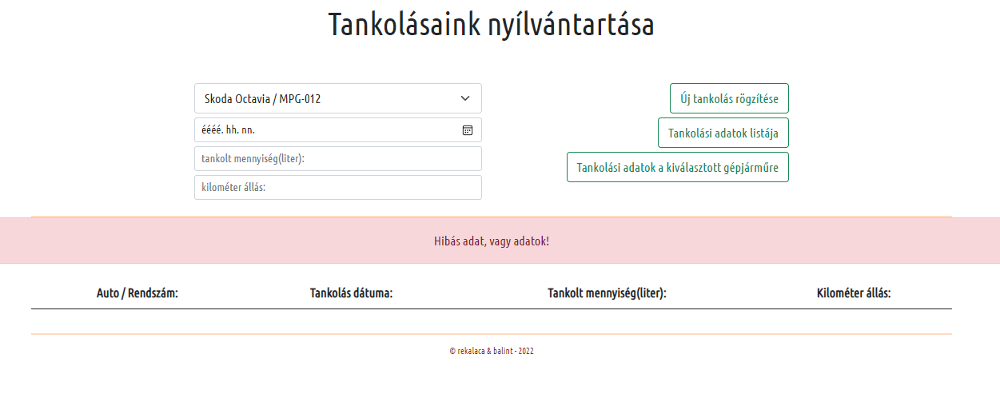 Tankolásaink nyílvántartása
Skoda Octavia / MPG-012
éééé. hh. nn.
tankolt mennyiség(liter):
kilométer állás:
Új tankolás rögzítése
Tankolási adatok listája
Tankolási adatok a kiválasztott gépjárműre
Hibás adat, vagy adatok!
Auto / Rendszám: Tankolás dátuma: Tankolt mennyiség(liter): Kilométer állás:
© rekalaca & balint - 2022